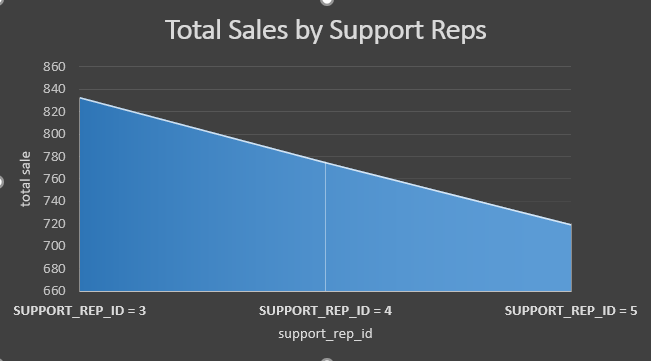 Total Sales by Support Reps
860
840
820
800
780
760
740
720
700
680
660
total sale
SUPPORT_REP_ID = 3 SUPPORT_REP_ID = 4 SUPPORT_REP_ID = 5
support_rep_id